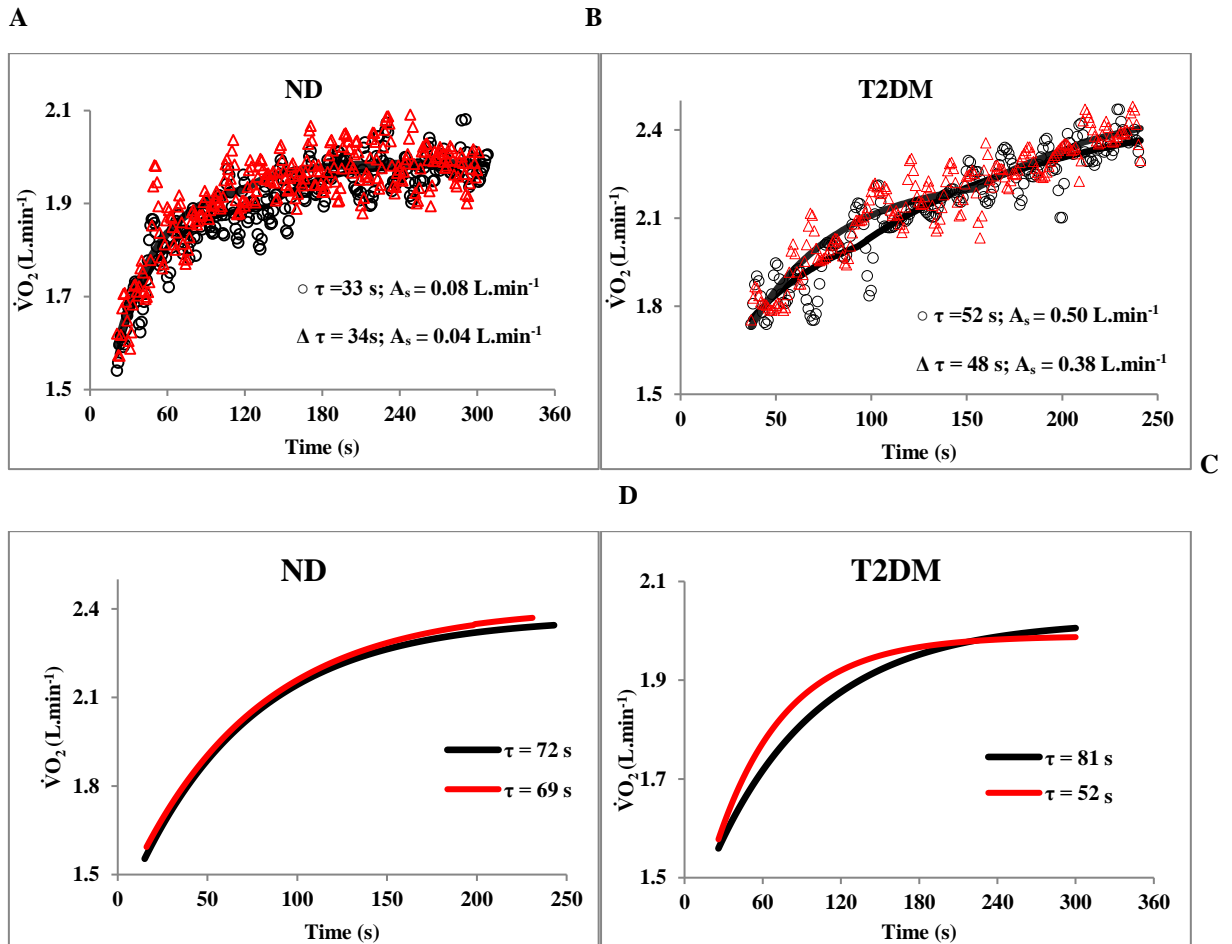 A
B
ND
2.1
1.9
1.7
1.5
V̇O₂ (L.min⁻¹)
○ τ =33 s; Aₛ = 0.08 L.min⁻¹
Δ τ = 34s; Aₛ = 0.04 L.min⁻¹
0 60 120 180 240 300 360
Time (s)
T2DM
2.4
2.1
1.8
1.5
V̇O₂ (L.min⁻¹)
○ τ =52 s; Aₛ = 0.50 L.min⁻¹
Δ τ = 48 s; Aₛ = 0.38 L.min⁻¹
0 50 100 150 200 250
Time (s)
C
D
ND
2.4
2.1
1.8
1.5
V̇O₂ (L.min⁻¹)
τ = 72 s
τ = 69 s
0 50 100 150 200 250
Time (s)
T2DM
2.1
1.9
1.7
1.5
V̇O₂ (L.min⁻¹)
τ = 81 s
τ = 52 s
0 60 120 180 240 300 360
Time (s)